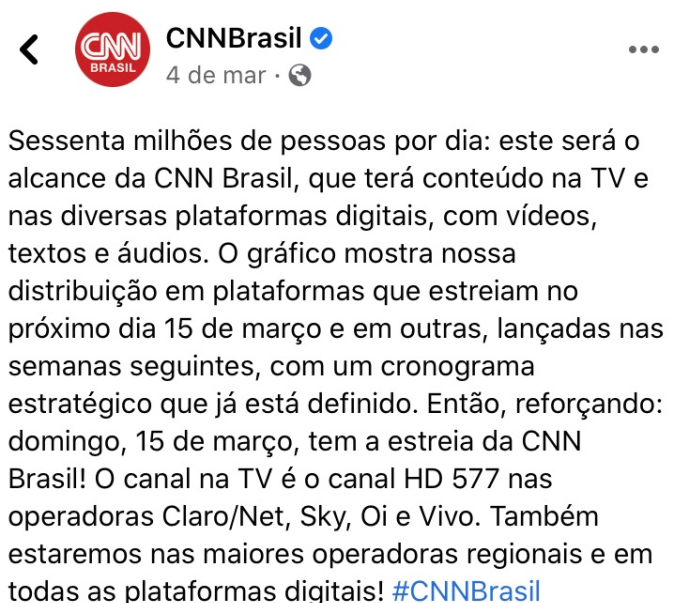 CNN
BRASIL
CNNBrasil
4 de mar ·
Sessenta milhões de pessoas por dia: este será o
alcance da CNN Brasil, que terá conteúdo na TV e
nas diversas plataformas digitais, com vídeos,
textos e áudios. O gráfico mostra nossa
distribuição em plataformas que estreiam no
próximo dia 15 de março e em outras, lançadas nas
semanas seguintes, com um cronograma
estratégico que já está definido. Então, reforçando:
domingo, 15 de março, tem a estreia da CNN
Brasil! O canal na TV é o canal HD 577 nas
operadoras Claro/Net, Sky, Oi e Vivo. Também
estaremos nas maiores operadoras regionais e em
todas as plataformas digitais! #CNNBrasil